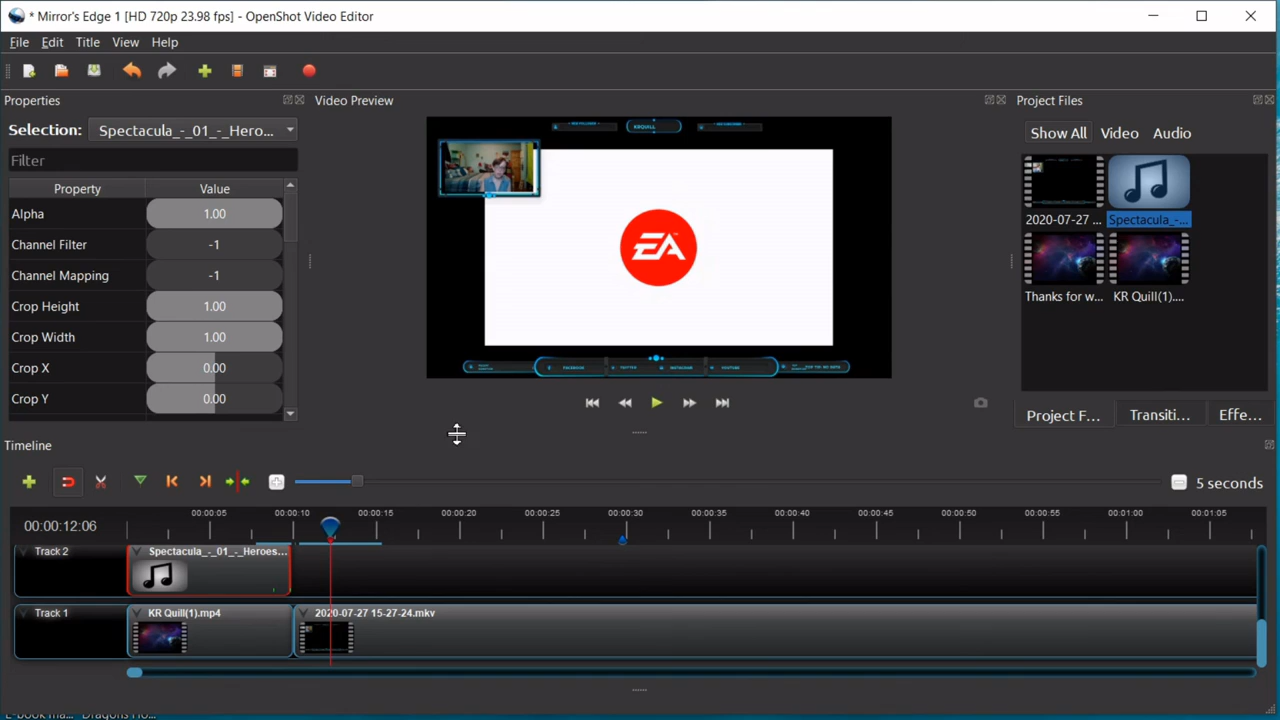 * Mirror's Edge 1 [HD 720p 23.98 fps] - OpenShot Video Editor
File Edit Title View Help
Properties
Video Preview
Project Files
Selection: Spectacula_-_01_-_Hero...
Filter
Property Value
Alpha 1.00
Channel Filter -1
Channel Mapping -1
Crop Height 1.00
Crop Width 1.00
Crop X 0.00
Crop Y 0.00
KRQUILL
EA
FACEBOOK TWITTER INSTAGRAM YOUTUBE
Show All Video Audio
2020-07-27 ... Spectacula_-...
Thanks for w... KR Quill(1)....
Project F... Transiti... Effe...
Timeline
5 seconds
00:00:12:06
00:00:05 00:00:10 00:00:15 00:00:20 00:00:25 00:00:30 00:00:35 00:00:40 00:00:45 00:00:50 00:00:55 00:01:00 00:01:05
Track 2 Spectacula_-_01_-_Heroes...
Track 1 KR Quill(1).mp4 2020-07-27 15-27-24.mkv